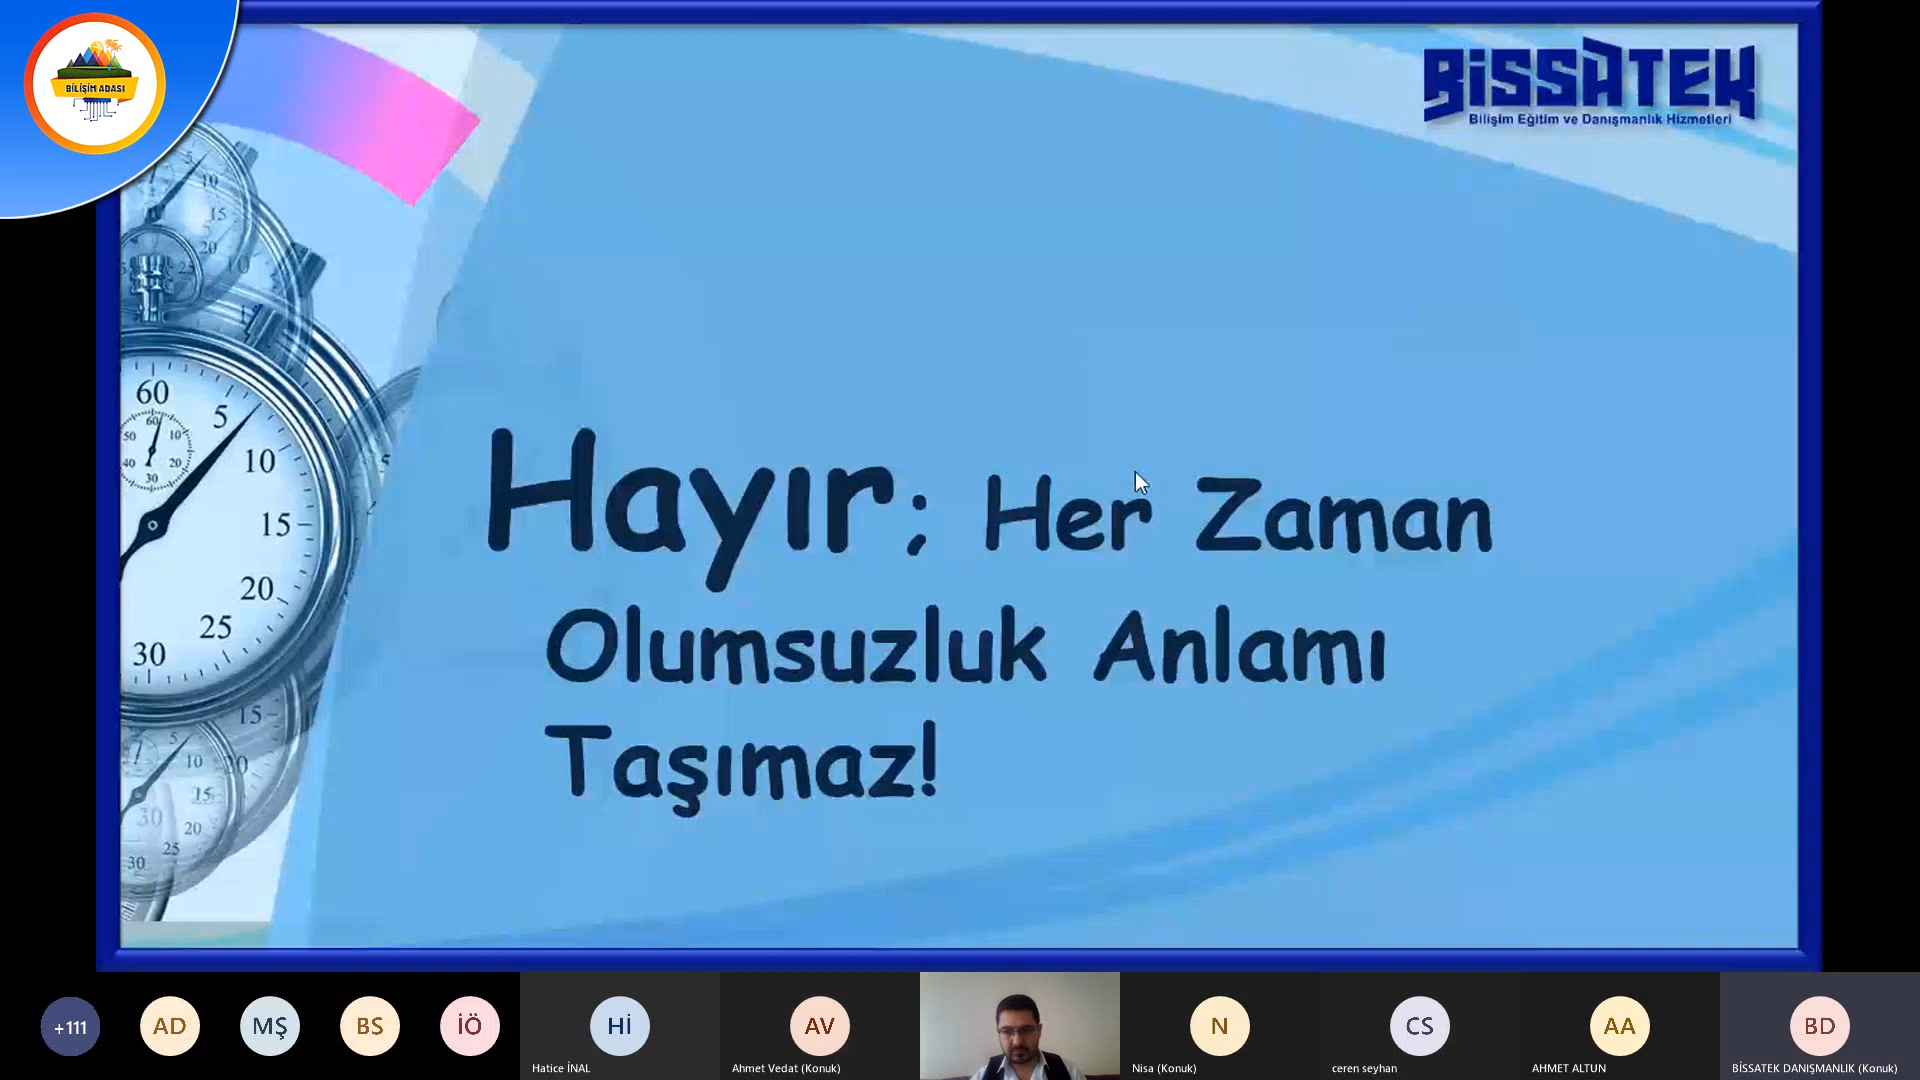 BİLİŞİM ADASI
BiSSATEK
Bilişim Eğitim ve Danışmanlık Hizmetleri
Hayır; Her Zaman
Olumsuzluk Anlamı
Taşımaz!
60
5
10
15
20
25
30
+111
AD
MŞ
BS
İÖ
Hİ
Hatice İNAL
AV
Ahmet Vedat (Konuk)
N
Nisa (Konuk)
CS
ceren seyhan
AA
AHMET ALTUN
BD
BİSSATEK DANIŞMANLIK (Konuk)